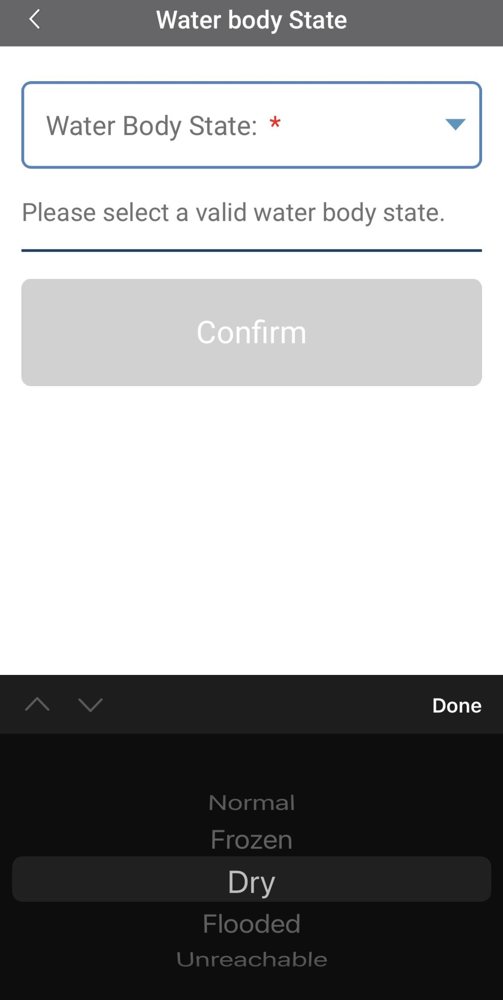 Water body State
Water Body State: *
Please select a valid water body state.
Confirm
Done
Normal
Frozen
Dry
Flooded
Unreachable